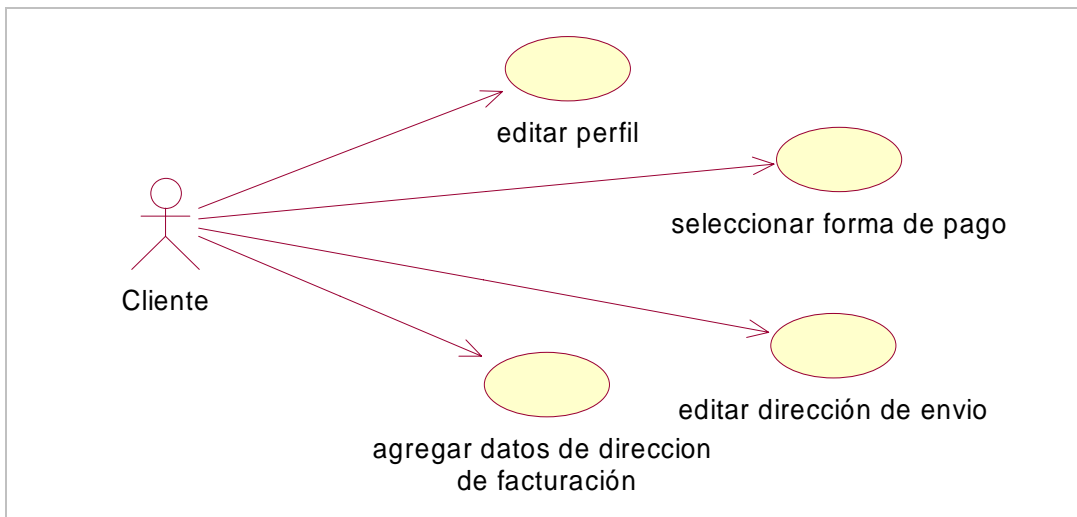 editar perfil
seleccionar forma de pago
Cliente
editar dirección de envio
agregar datos de direccion
de facturación